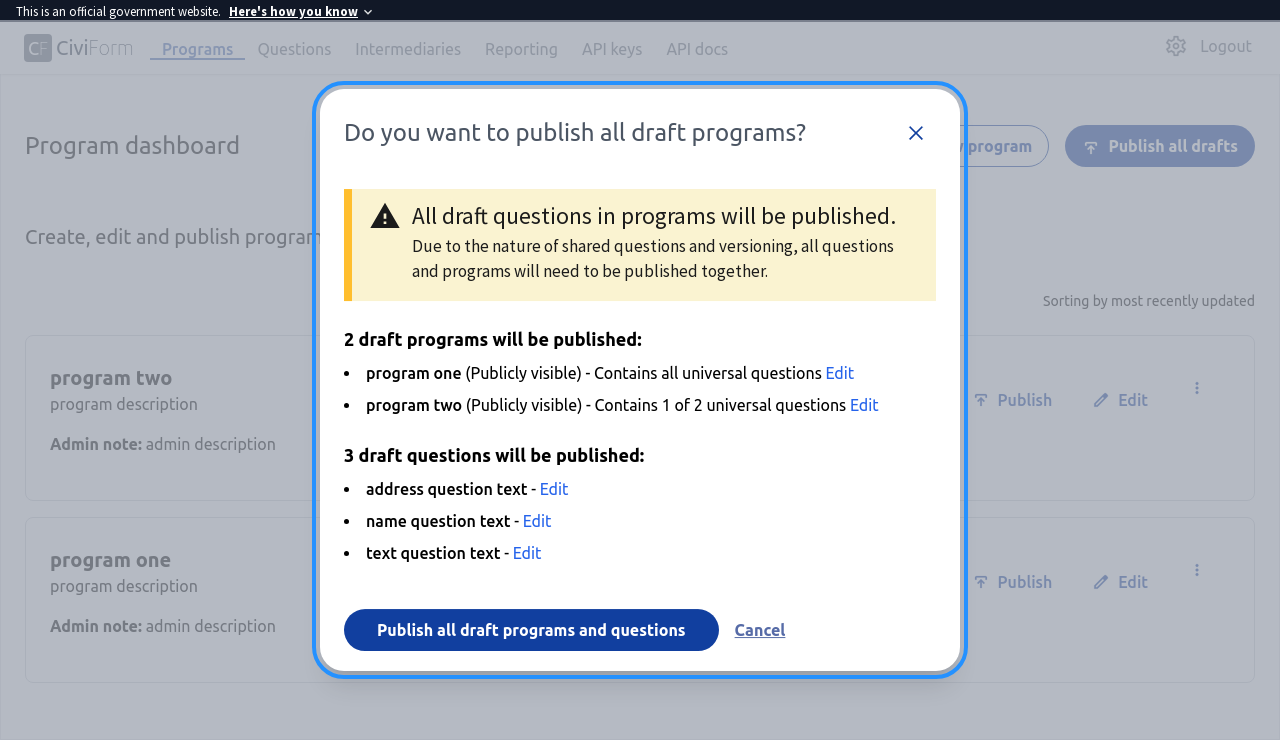 This is an official government website. Here's how you know
CF CiviForm Programs Questions Intermediaries Reporting API keys API docs Logout
Do you want to publish all draft programs?
Program dashboard
program
Publish all drafts
All draft questions in programs will be published.
Due to the nature of shared questions and versioning, all questions
and programs will need to be published together.
Create, edit and publish program
Sorting by most recently updated
2 draft programs will be published:
program one (Publicly visible) - Contains all universal questions Edit
program two (Publicly visible) - Contains 1 of 2 universal questions Edit
3 draft questions will be published:
address question text - Edit
name question text - Edit
text question text - Edit
Publish all draft programs and questions Cancel
program two
program description
Admin note: admin description
Publish Edit
program one
program description
Admin note: admin description
Publish Edit